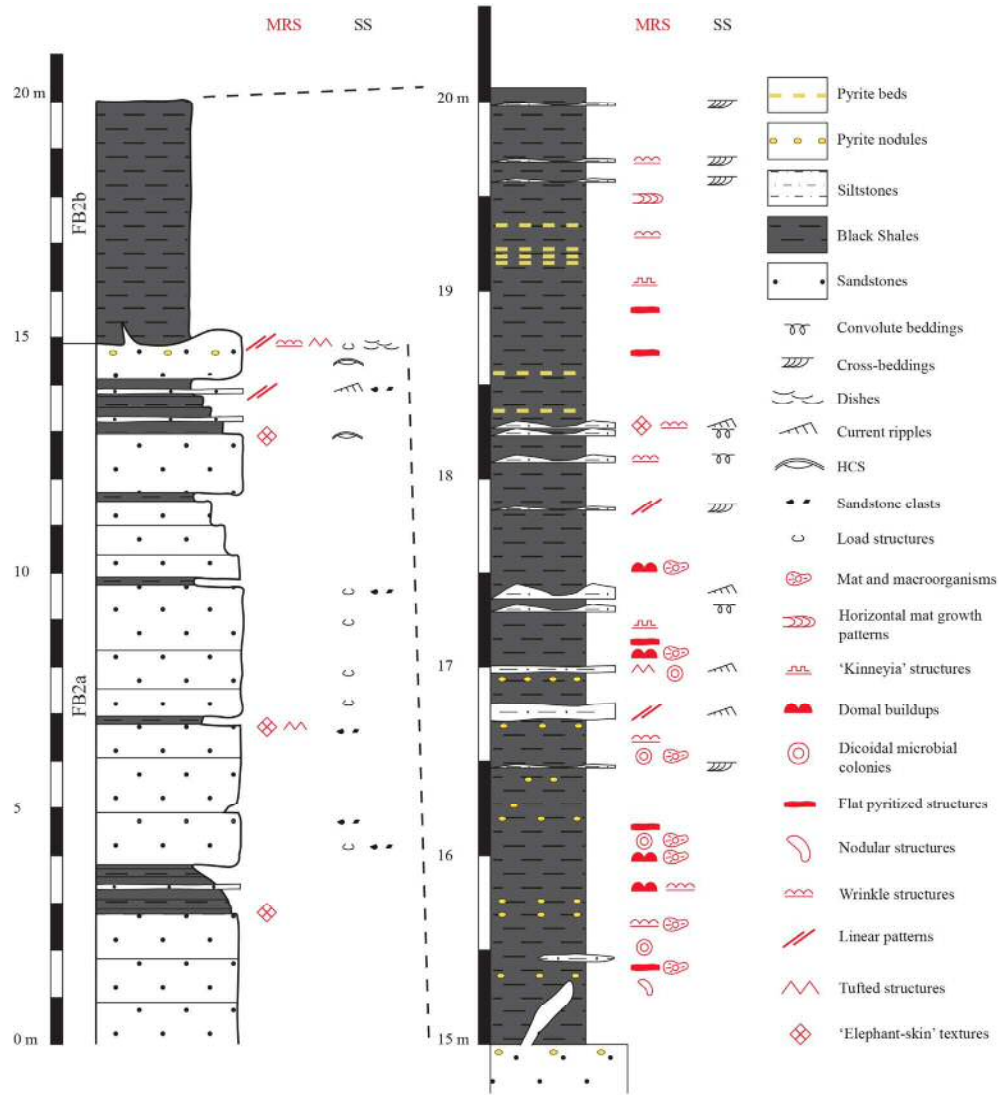 MRS
SS
20 m
FB2b
15
10
FB2a
5
0 m
MRS
SS
20 m
19
18
17
16
15 m
Pyrite beds
Pyrite nodules
Siltstones
Black Shales
Sandstones
Convolute beddings
Cross-beddings
Dishes
Current ripples
HCS
Sandstone clasts
Load structures
Mat and macroorganisms
Horizontal mat growth
patterns
‘Kinneyia’ structures
Domal buildups
Dicoidal microbial
colonies
Flat pyritized structures
Nodular structures
Wrinkle structures
Linear patterns
Tufted structures
‘Elephant-skin’ textures